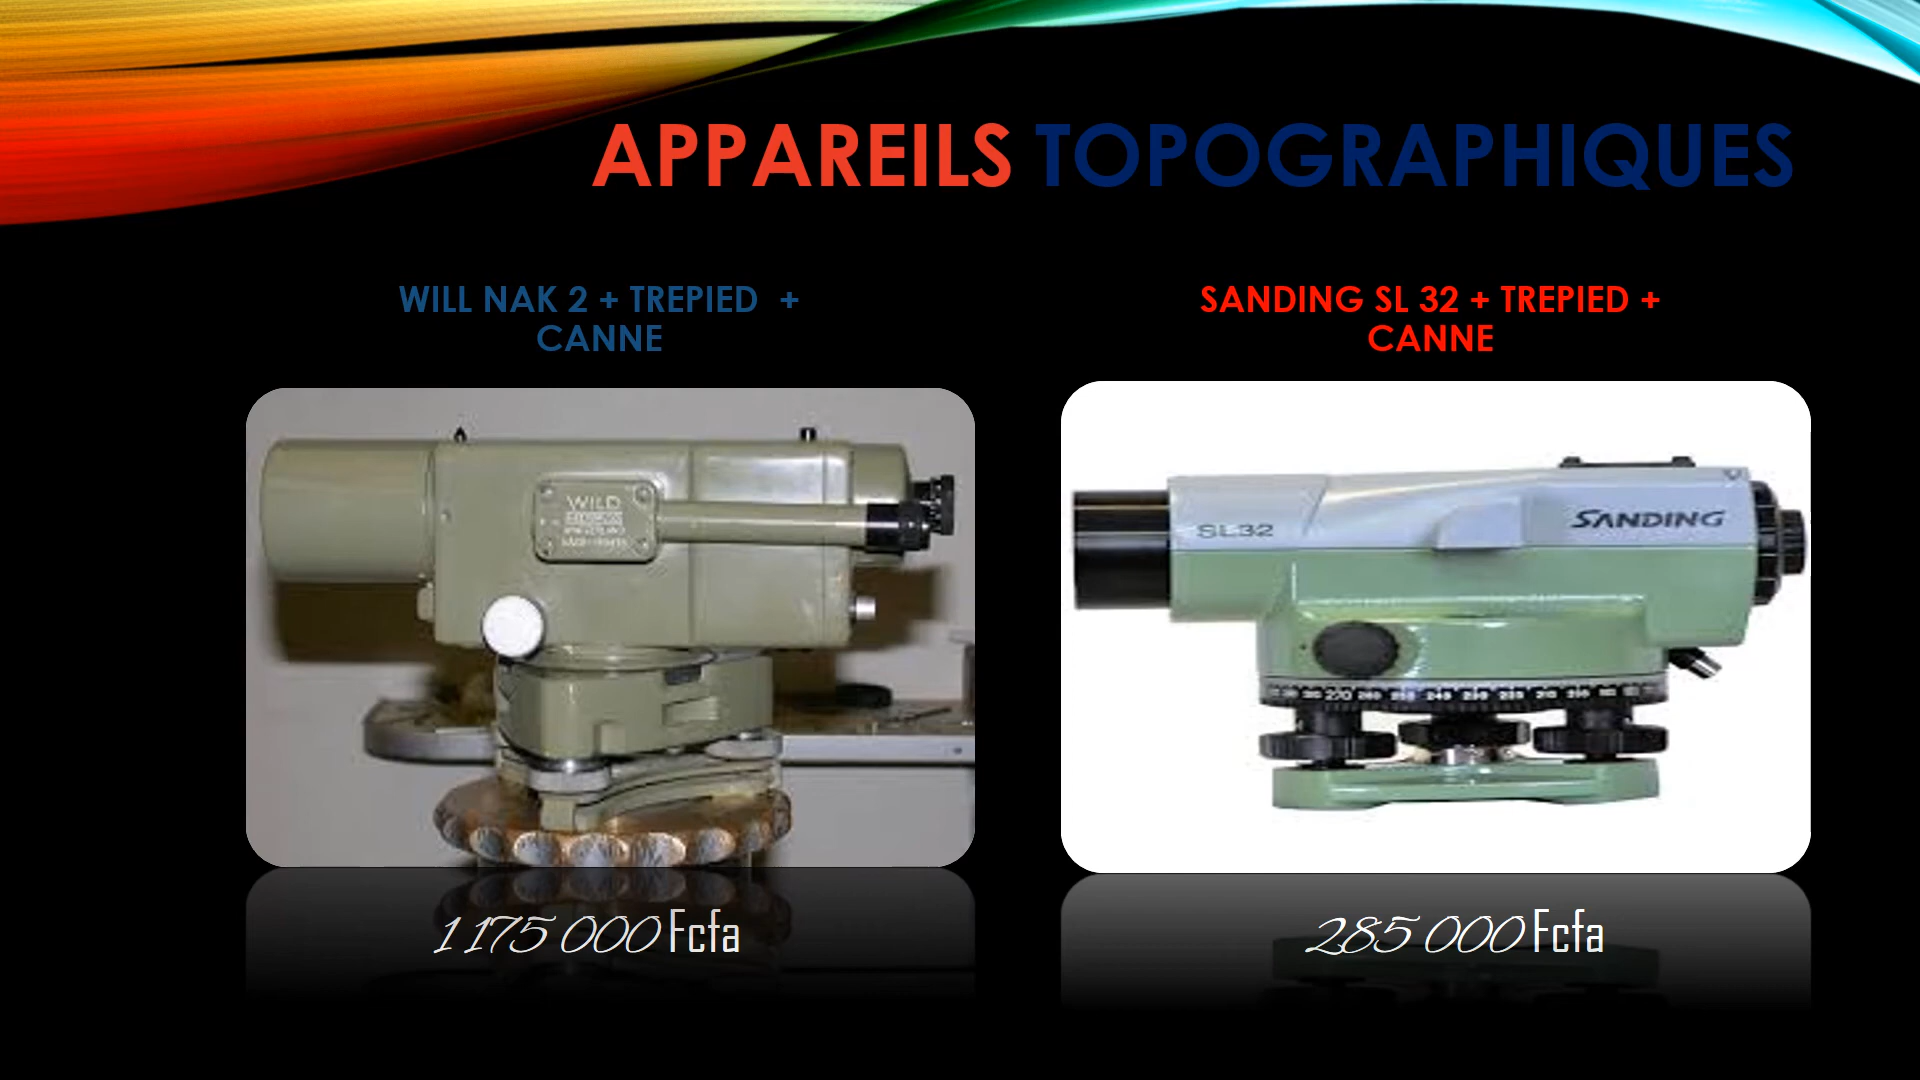 APPAREILS TOPOGRAPHIQUES
WILL NAK 2 + TREPIED +
CANNE
SANDING SL 32 + TREPIED +
CANNE
WILD
SL32
SANDING
1 175 000 Fcfa
285 000 Fcfa